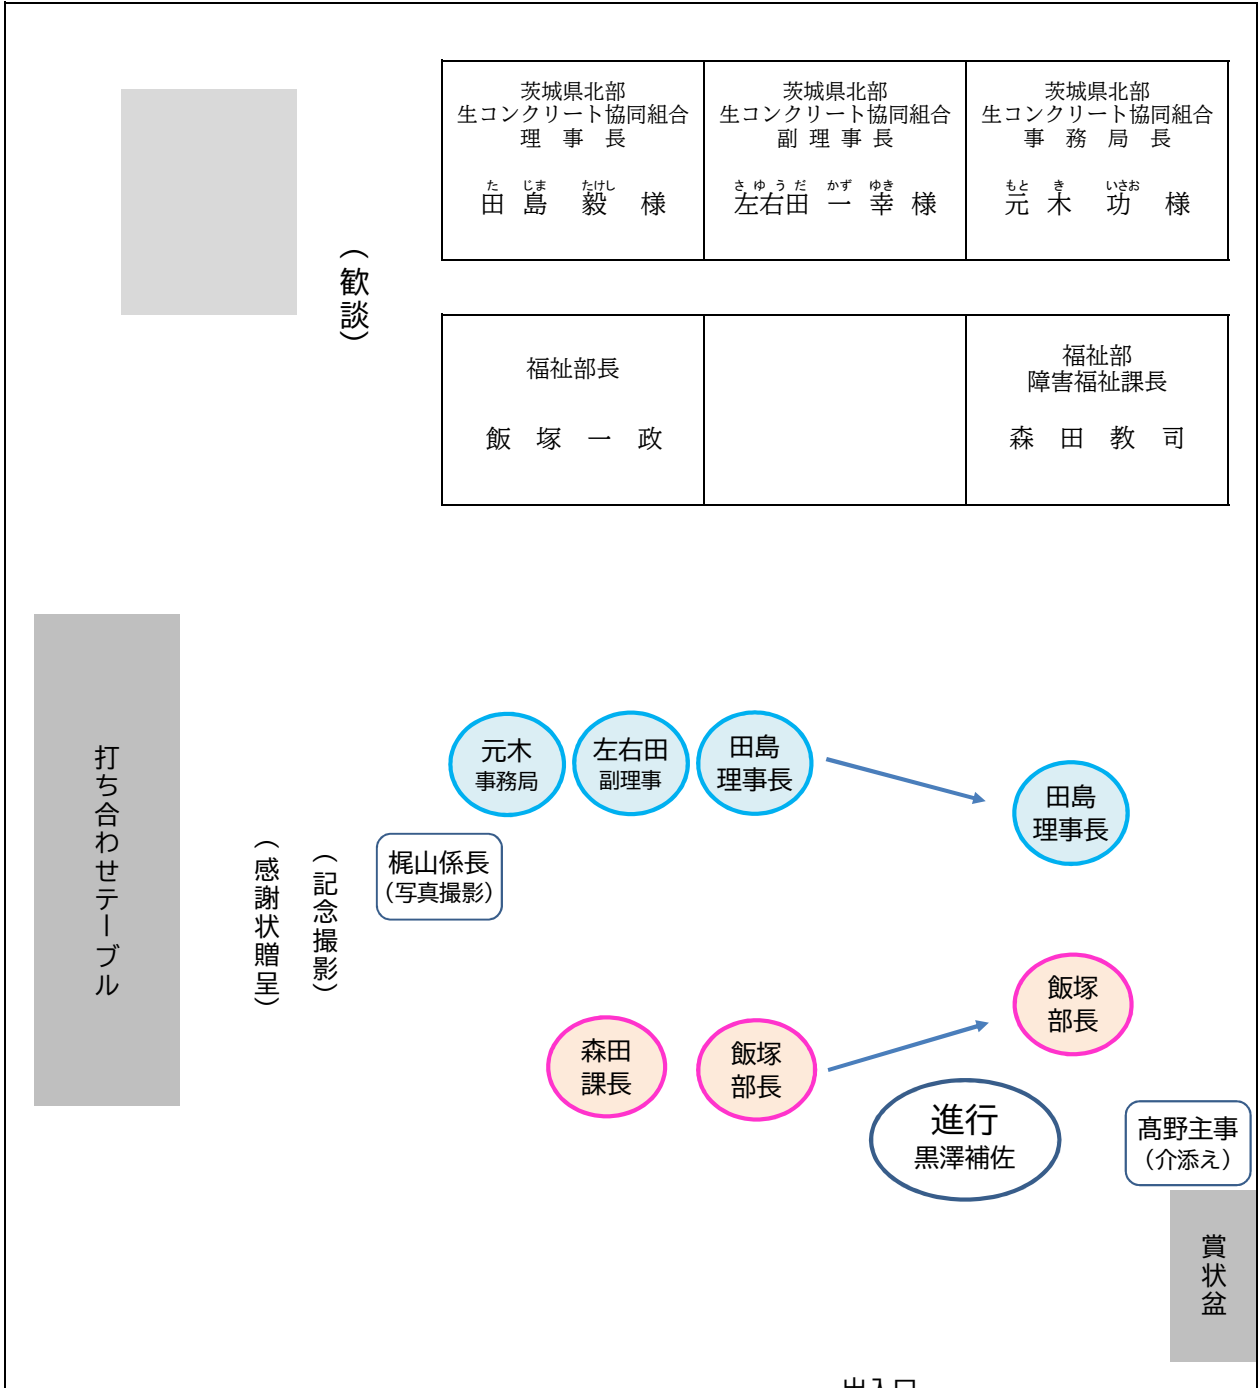 茨城県北部
生コンクリート協同組合
理事長
た じま たけし
田島 毅 様
茨城県北部
生コンクリート協同組合
副理事長
さゆうだ かず ゆき
左右田 一幸 様
茨城県北部
生コンクリート協同組合
事務局長
もと き いさお
元木 功 様
（歓談）
福祉部長
飯塚一政
福祉部
障害福祉課長
森田教司
打ち合わせテーブル
（感謝状贈呈）
（記念撮影）
元木
事務局
左右田
副理事
田島
理事長
田島
理事長
梶山係長
（写真撮影）
飯塚
部長
森田
課長
飯塚
部長
進行
黒澤補佐
髙野主事
（介添え）
賞状盆
出入口